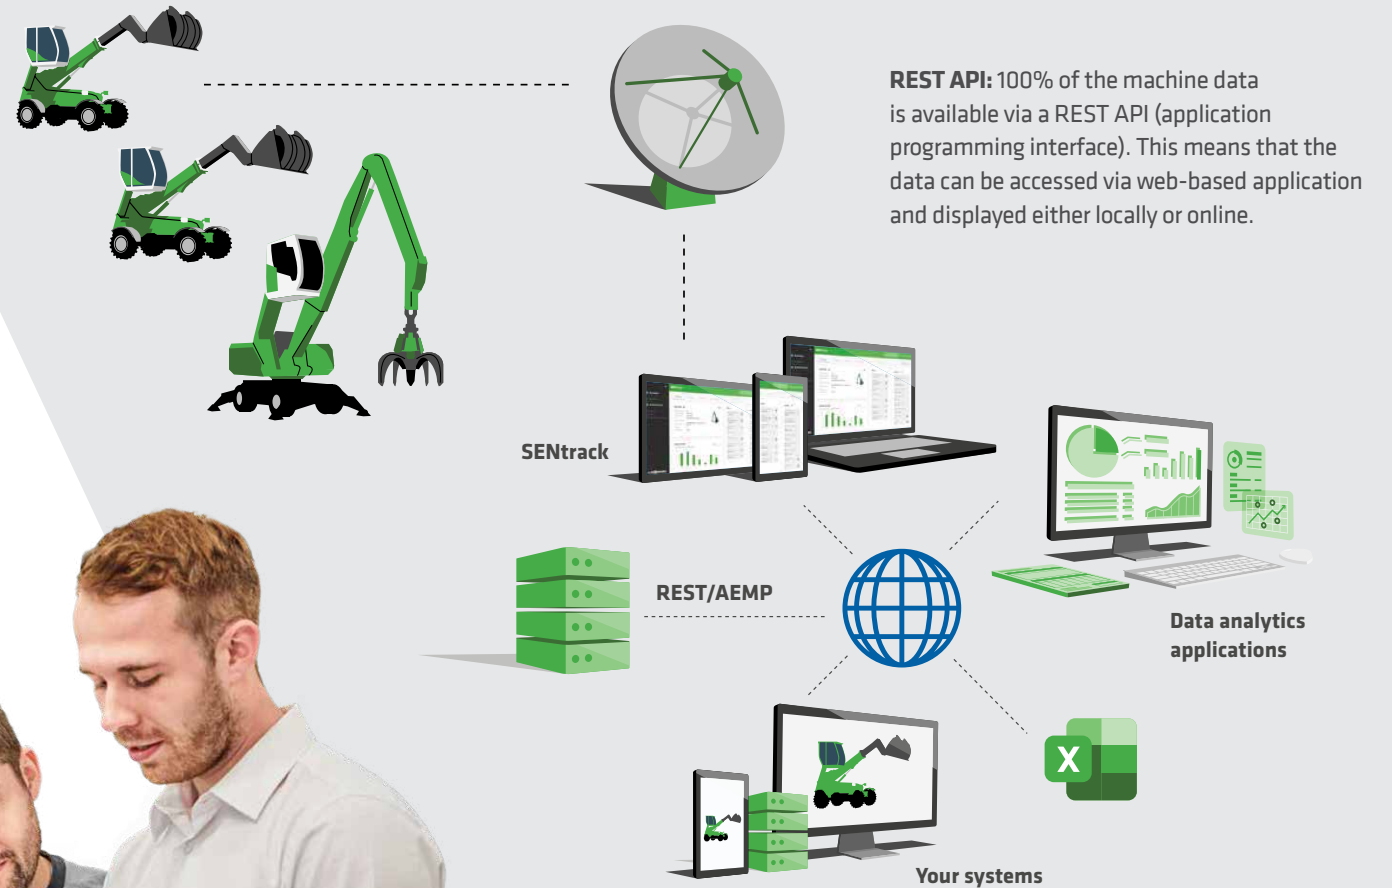 REST API: 100% of the machine data
is available via a REST API (application
programming interface). This means that the
data can be accessed via web-based application
and displayed either locally or online.
SENtrack
REST/AEMP
Data analytics
applications
X
Your systems